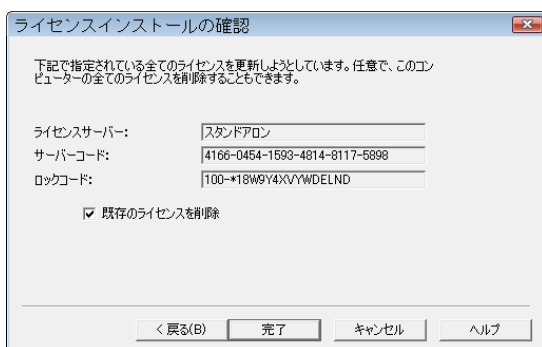 ライセンスインストールの確認
下記で指定されている全てのライセンスを更新しようとしています。任意で、このコン
ピューターの全てのライセンスを削除することもできます。
ライセンスサーバー: スタンドアロン
サーバーコード: 4166-0454-1593-4814-8117-5898
ロックコード: 100-*18W9Y4XVYWDELND
既存のライセンスを削除
< 戻る(B) 完了 キャンセル ヘルプ